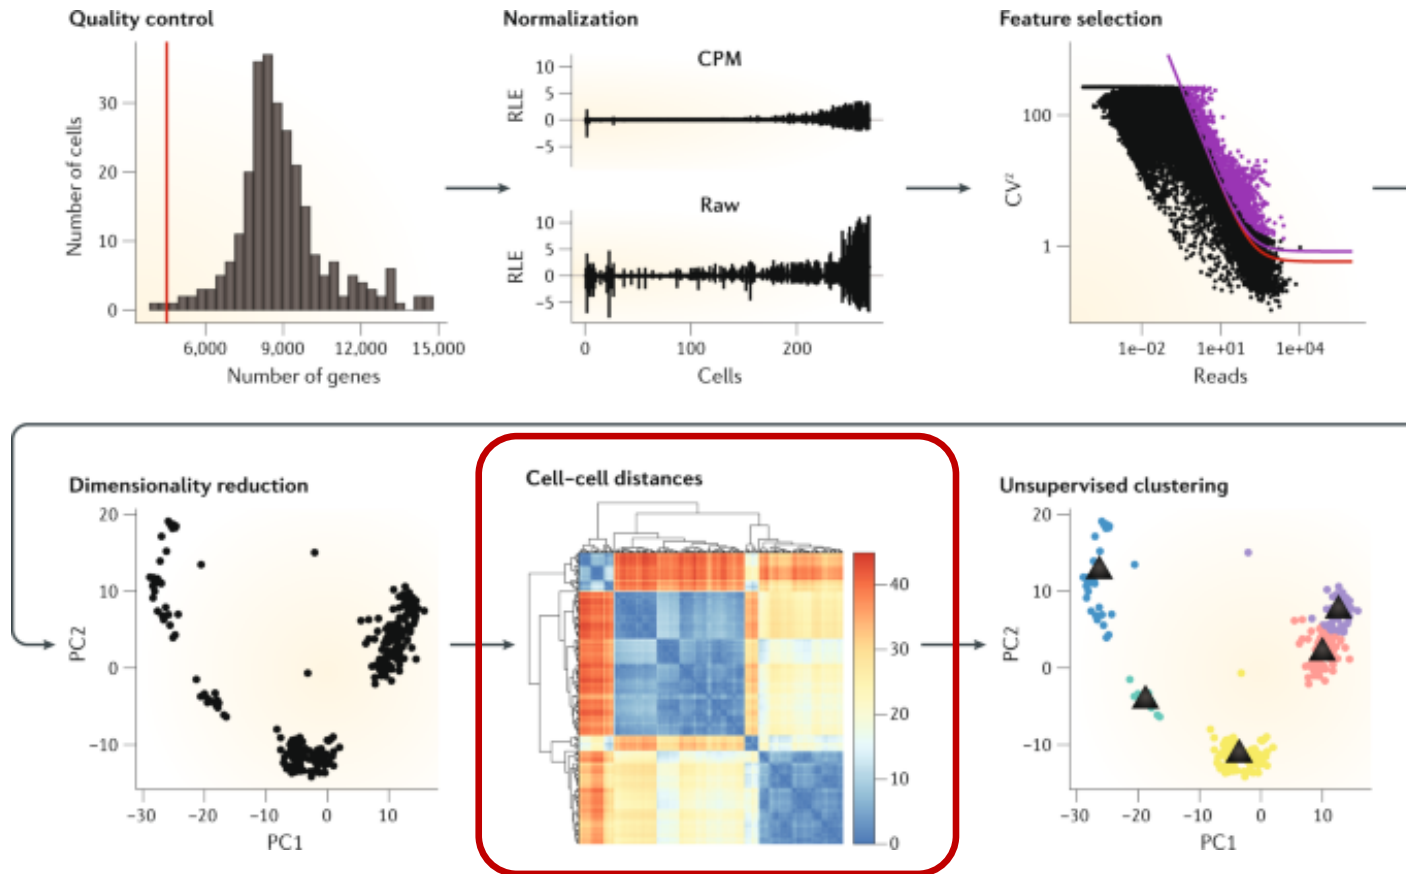 Quality control
Number of cells
30
20
10
0
6,000 9,000 12,000 15,000
Number of genes
Normalization
CPM
RLE
10
5
0
−5
Raw
RLE
10
5
0
−5
0 100 200
Cells
Feature selection
CV²
100
1
1e−02 1e+01 1e+04
Reads
Dimensionality reduction
PC2
20
10
0
−10
−30 −20 −10 0 10
PC1
Cell–cell distances
40
30
20
10
0
Unsupervised clustering
PC2
20
10
0
−10
−30 −20 −10 0 10
PC1